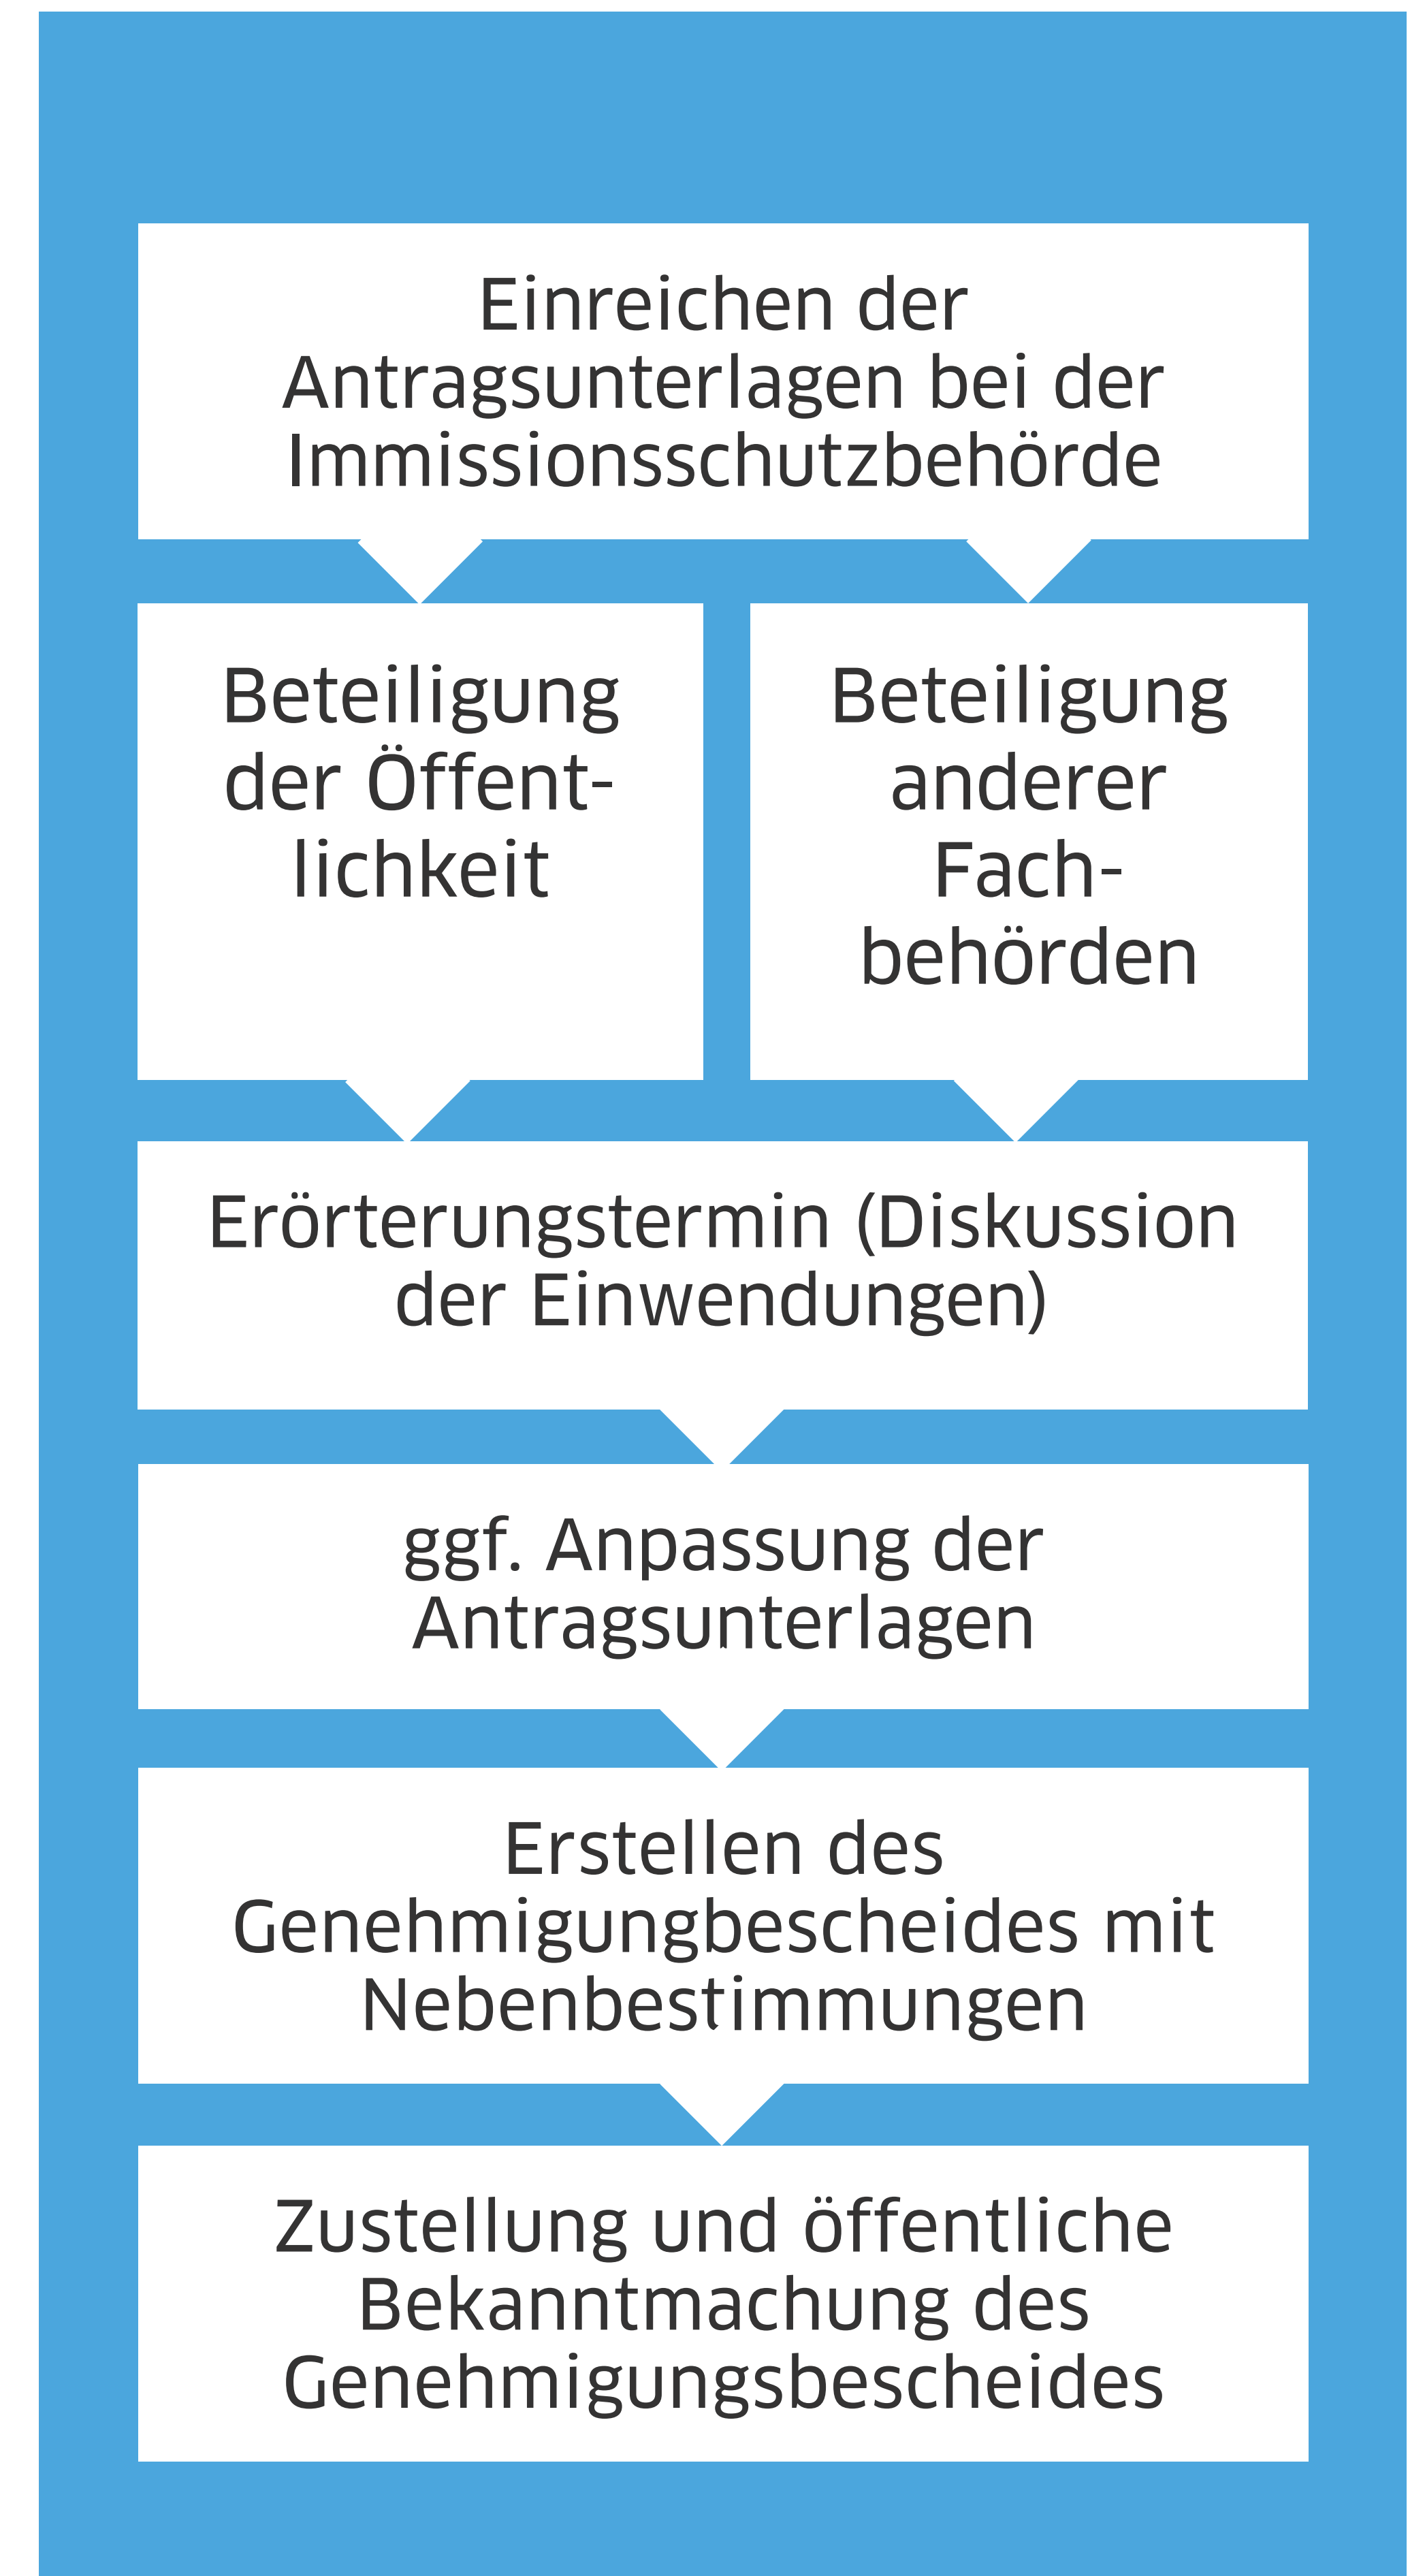 Einreichen der
Antragsunterlagen bei der
Immissionsschutzbehörde
Beteiligung
der Öffent-
lichkeit
Beteiligung
anderer
Fach-
behörden
Erörterungstermin (Diskussion
der Einwendungen)
ggf. Anpassung der
Antragsunterlagen
Erstellen des
Genehmigungbescheides mit
Nebenbestimmungen
Zustellung und öffentliche
Bekanntmachung des
Genehmigungsbescheides